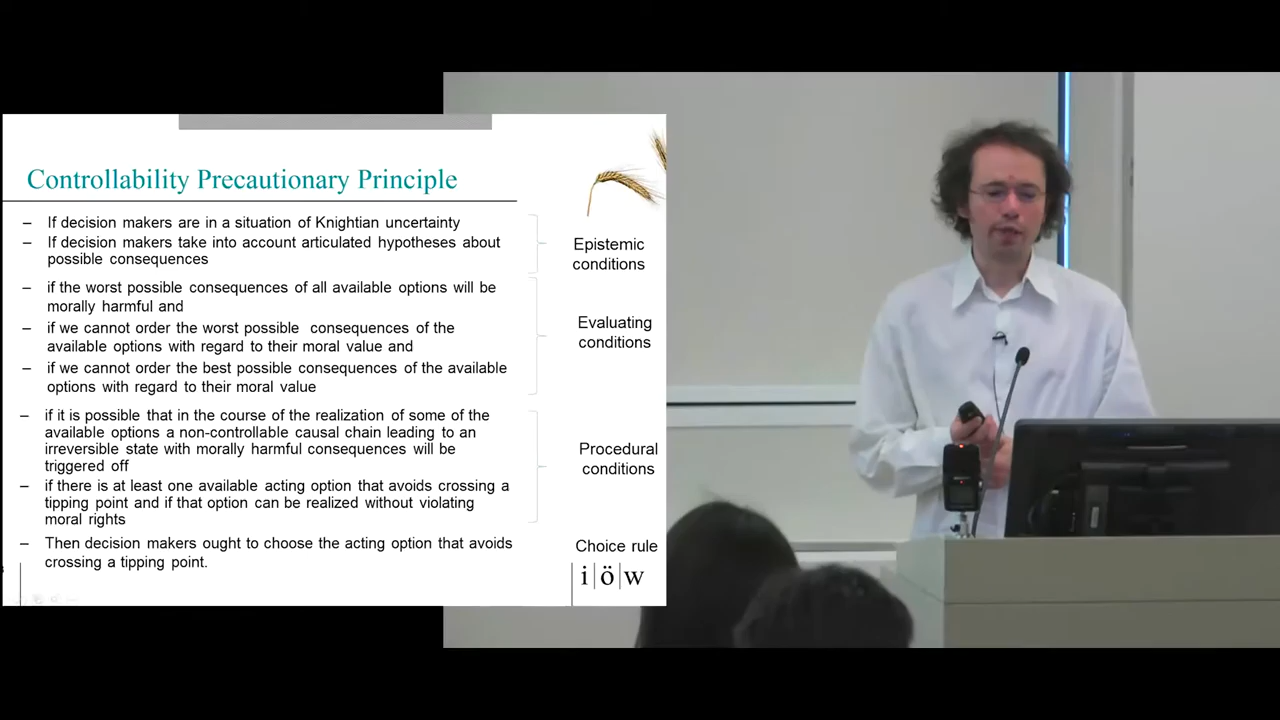 Controllability Precautionary Principle
– If decision makers are in a situation of Knightian uncertainty
– If decision makers take into account articulated hypotheses about
possible consequences
Epistemic
conditions
– if the worst possible consequences of all available options will be
morally harmful and
– if we cannot order the worst possible consequences of the
available options with regard to their moral value and
– if we cannot order the best possible consequences of the available
options with regard to their moral value
Evaluating
conditions
– if it is possible that in the course of the realization of some of the
available options a non-controllable causal chain leading to an
irreversible state with morally harmful consequences will be
triggered off
– if there is at least one available acting option that avoids crossing a
tipping point and if that option can be realized without violating
moral rights
Procedural
conditions
– Then decision makers ought to choose the acting option that avoids
crossing a tipping point.
Choice rule
i|ö|w